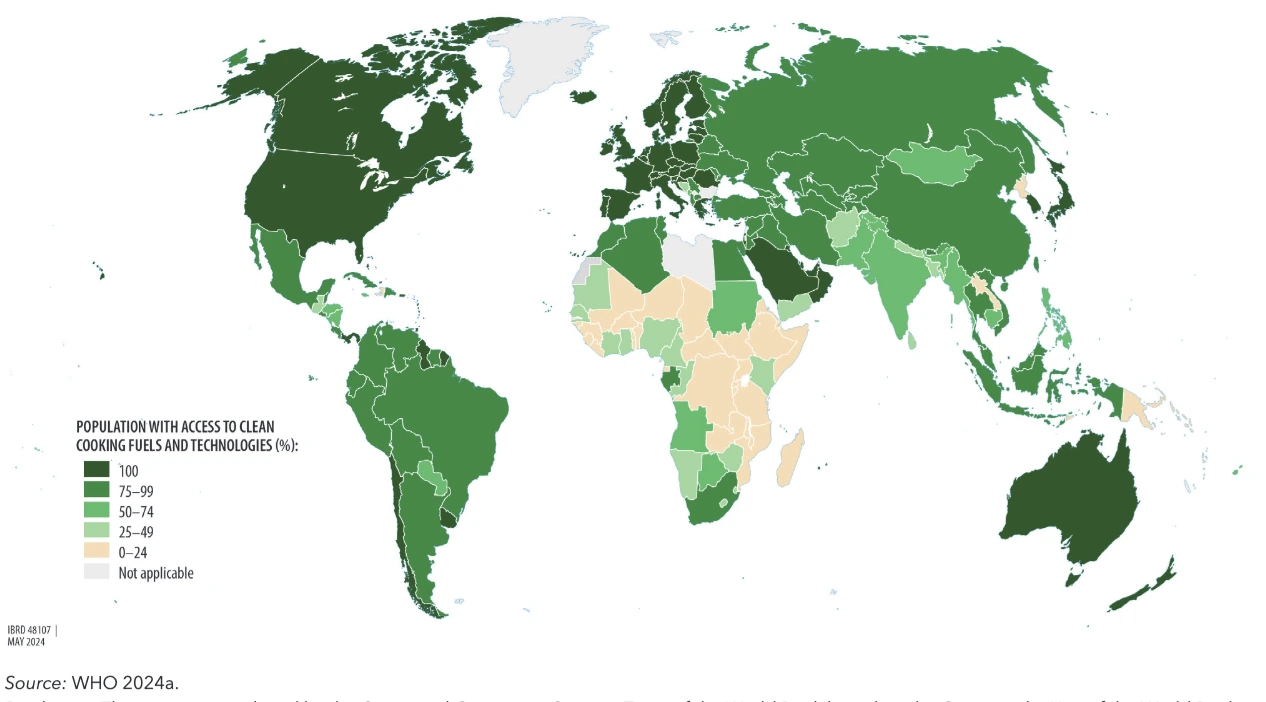 POPULATION WITH ACCESS TO CLEAN
COOKING FUELS AND TECHNOLOGIES (%):
100
75–99
50–74
25–49
0–24
Not applicable
IBRD 48107 |
MAY 2024
Source: WHO 2024a.